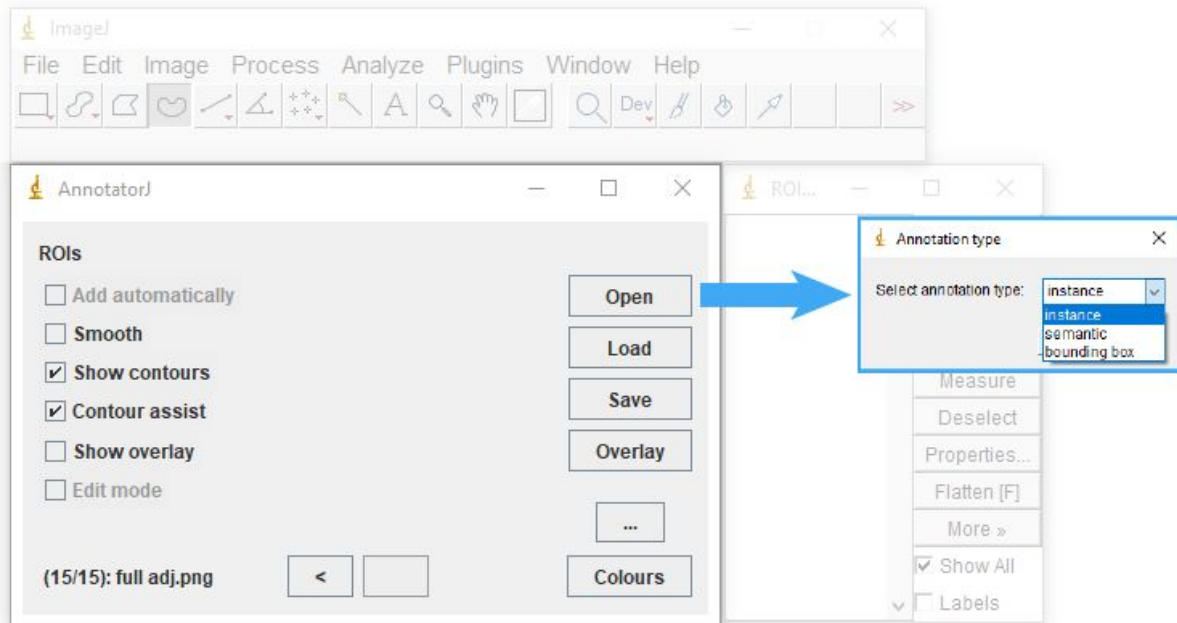 ImageJ
File Edit Image Process Analyze Plugins Window Help
A Dev >>
AnnotatorJ
ROIs
Add automatically
Smooth
Show contours
Contour assist
Show overlay
Edit mode
(15/15): full adj.png
<
Open
Load
Save
Overlay
...
Colours
ROI...
Annotation type
Select annotation type:
instance
instance
semantic
bounding box
Measure
Deselect
Properties...
Flatten [F]
More »
Show All
Labels